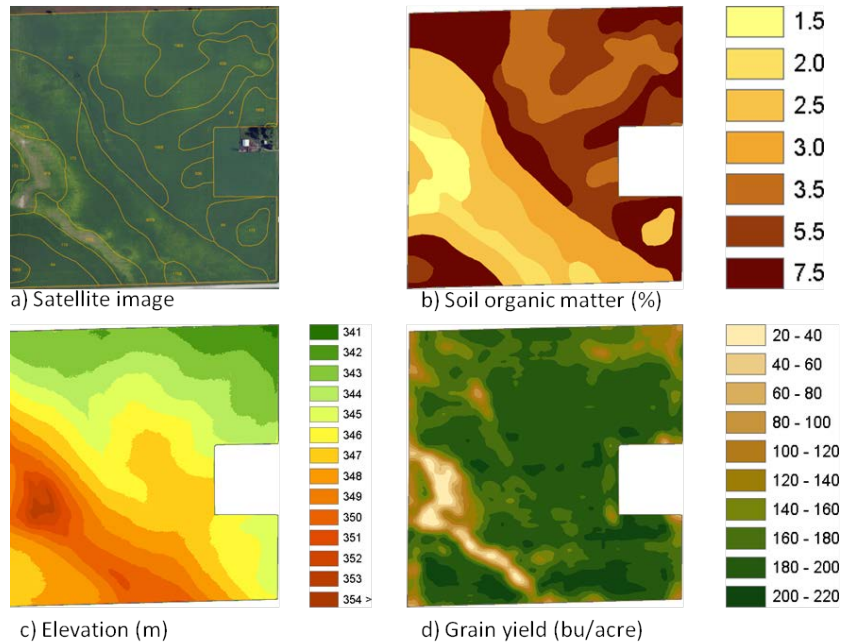 1.5
2.0
2.5
3.0
3.5
5.5
7.5
a) Satellite image
b) Soil organic matter (%)
341
342
343
344
345
346
347
348
349
350
351
352
353
354 >
20 - 40
40 - 60
60 - 80
80 - 100
100 - 120
120 - 140
140 - 160
160 - 180
180 - 200
200 - 220
c) Elevation (m)
d) Grain yield (bu/acre)